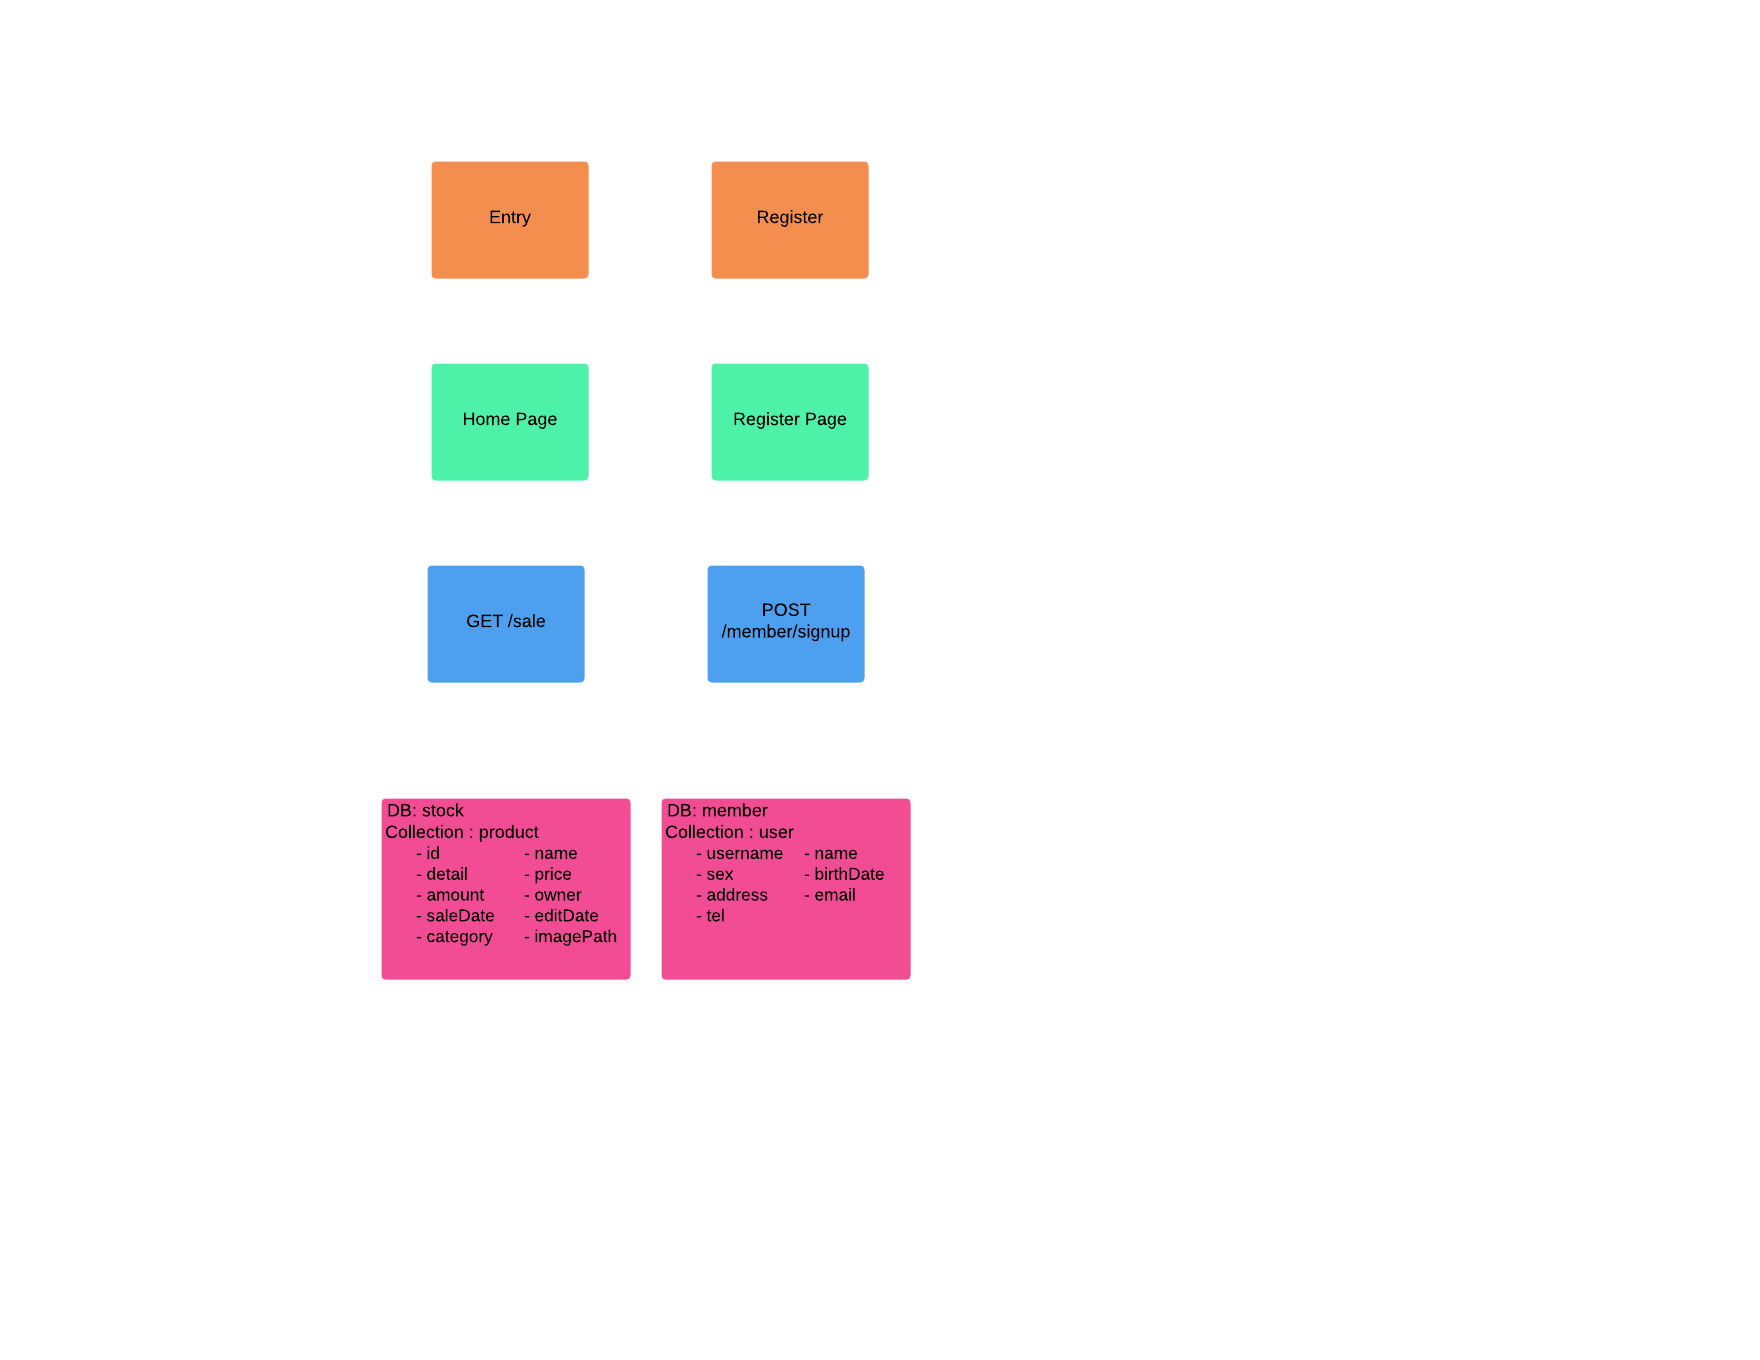 Entry
Register
Home Page
Register Page
GET /sale
POST
/member/signup
DB: stock
Collection : product
- id - name
- detail - price
- amount - owner
- saleDate - editDate
- category - imagePath
DB: member
Collection : user
- username - name
- sex - birthDate
- address - email
- tel